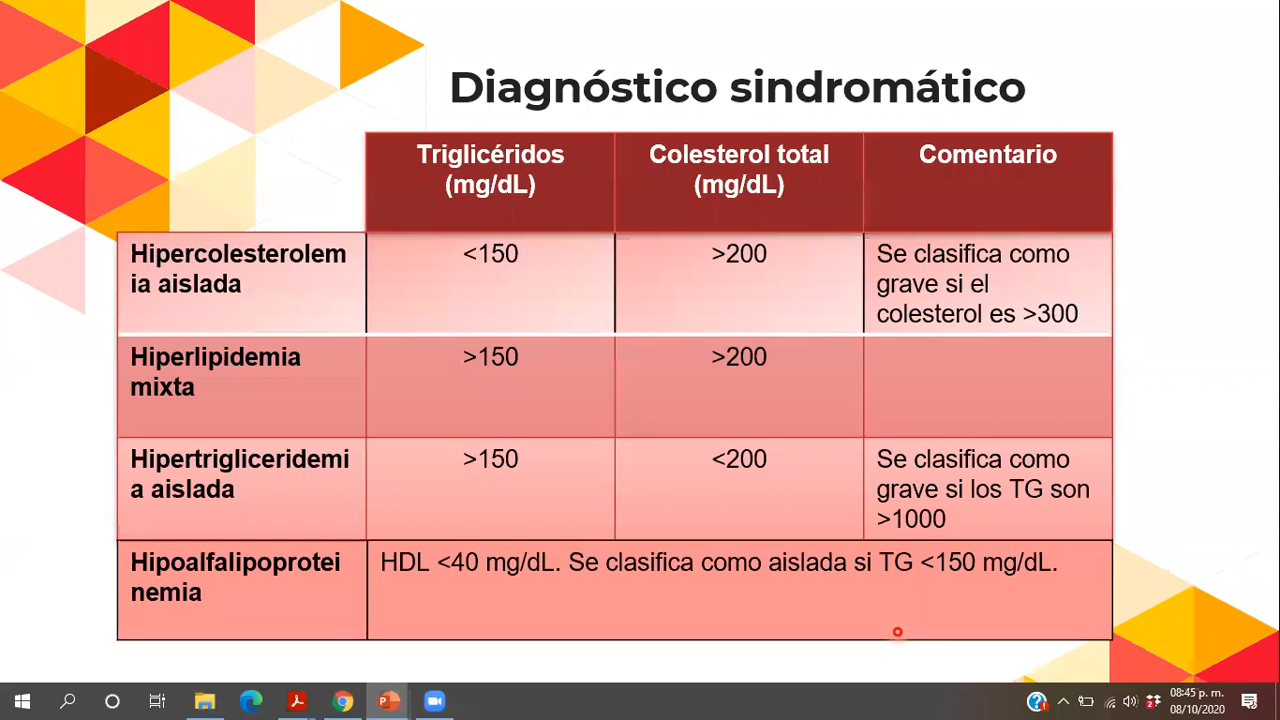 Diagnóstico sindromático
Triglicéridos
(mg/dL)
Colesterol total
(mg/dL)
Comentario
Hipercolesterolem
ia aislada
<150
>200
Se clasifica como
grave si el
colesterol es >300
Hiperlipidemia
mixta
>150
>200
Hipertrigliceridemi
a aislada
>150
<200
Se clasifica como
grave si los TG son
>1000
Hipoalfalipoprotei
nemia
HDL <40 mg/dL. Se clasifica como aislada si TG <150 mg/dL.
08:45 p. m.
08/10/2020